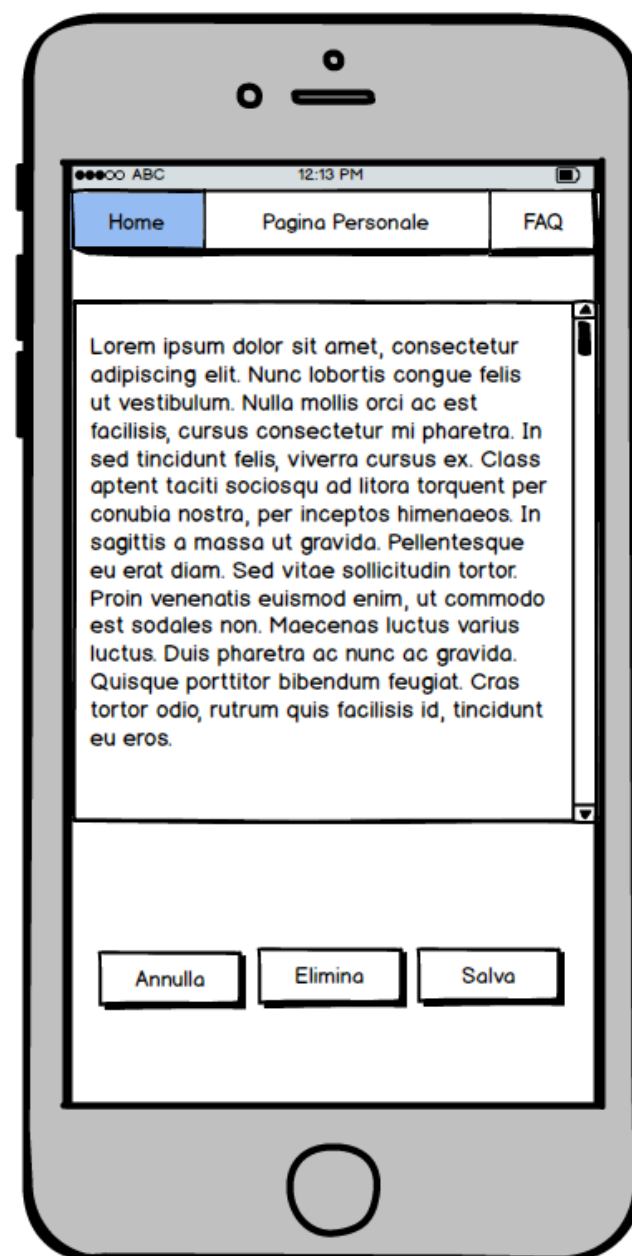 ABC 12:13 PM
Home Pagina Personale FAQ
Lorem ipsum dolor sit amet, consectetur
adipiscing elit. Nunc lobortis congue felis
ut vestibulum. Nulla mollis orci ac est
facilisis, cursus consectetur mi pharetra. In
sed tincidunt felis, viverra cursus ex. Class
aptent taciti sociosqu ad litora torquent per
conubia nostra, per inceptos himenaeos. In
sagittis a massa ut gravida. Pellentesque
eu erat diam. Sed vitae sollicitudin tortor.
Proin venenatis euismod enim, ut commodo
est sodales non. Maecenas luctus varius
luctus. Duis pharetra ac nunc ac gravida.
Quisque porttitor bibendum feugiat. Cras
tortor odio, rutrum quis facilisis id, tincidunt
eu eros.
Annulla Elimina Salva